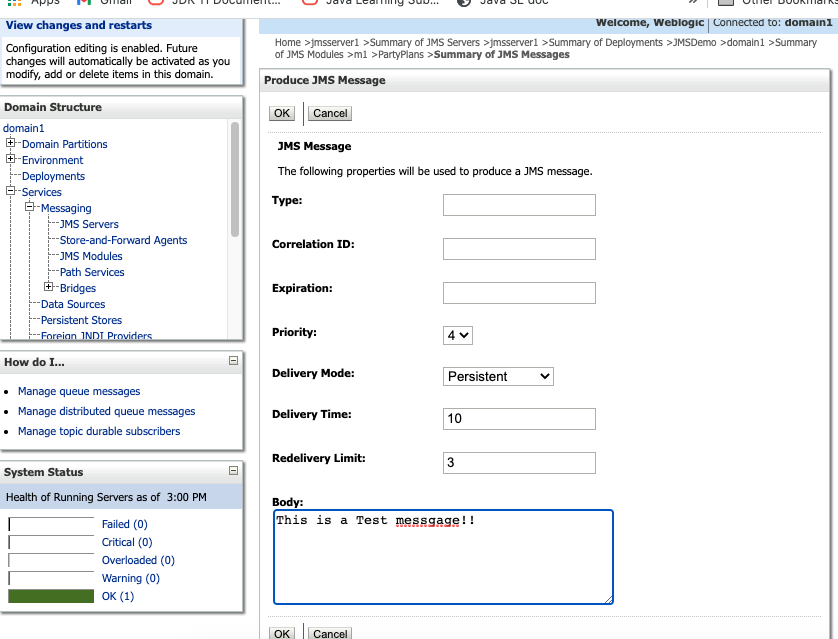 Apps Gmail JDK 11 Document... Java Learning Sub... Java SE doc » Other Bookmarks
View changes and restarts
Configuration editing is enabled. Future
changes will automatically be activated as you
modify, add or delete items in this domain.
Domain Structure
domain1
Domain Partitions
Environment
Deployments
Services
Messaging
JMS Servers
Store-and-Forward Agents
JMS Modules
Path Services
Bridges
Data Sources
Persistent Stores
Foreign JNDI Providers
How do I...
Manage queue messages
Manage distributed queue messages
Manage topic durable subscribers
System Status
Health of Running Servers as of 3:00 PM
Failed (0)
Critical (0)
Overloaded (0)
Warning (0)
OK (1)
Welcome, Weblogic Connected to: domain1
Home >jmsserver1 >Summary of JMS Servers >jmsserver1 >Summary of Deployments >JMSDemo >domain1 >Summary
of JMS Modules >m1 >PartyPlans >Summary of JMS Messages
Produce JMS Message
OK Cancel
JMS Message
The following properties will be used to produce a JMS message.
Type:
Correlation ID:
Expiration:
Priority: 4
Delivery Mode: Persistent
Delivery Time: 10
Redelivery Limit: 3
Body:
This is a Test messgage!!
OK Cancel